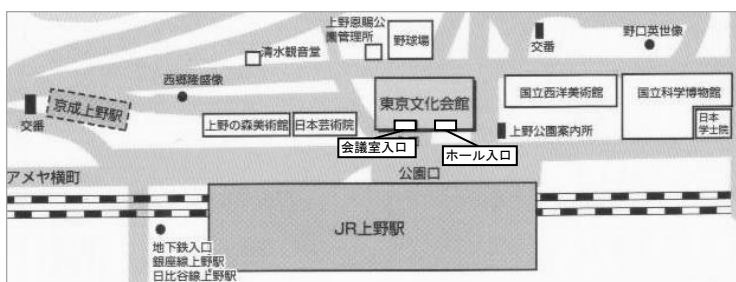 上野恩賜公
園管理所
野球場
交番
野口英世像
清水観音堂
西郷隆盛像
京成上野駅
交番
東京文化会館
国立西洋美術館
国立科学博物館
上野の森美術館
日本芸術院
上野公園案内所
日本
学士院
会議室入口
ホール入口
アメヤ横町
公園口
JR上野駅
地下鉄入口
銀座線上野駅
日比谷線上野駅